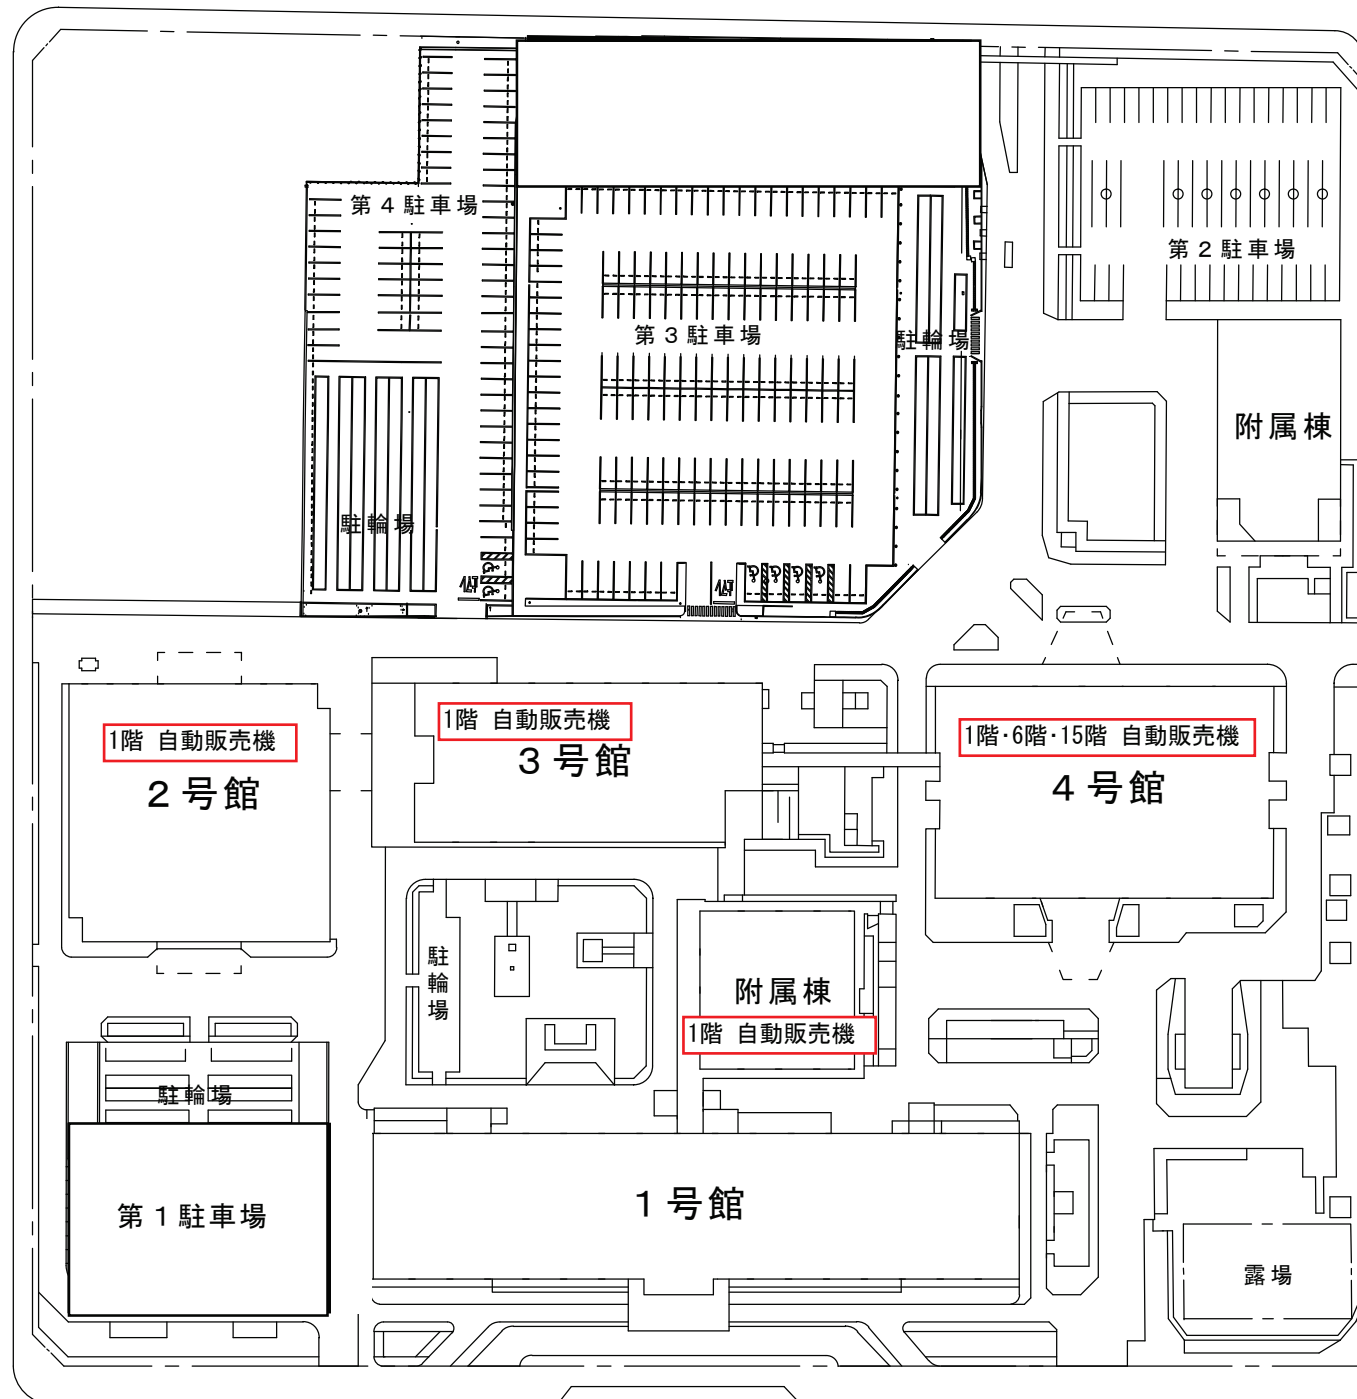 第４駐車場
第２駐車場
第３駐車場
駐輪場
附属棟
駐輪場
1階 自動販売機
２号館
1階 自動販売機
３号館
1階･6階･15階 自動販売機
４号館
駐輪場
附属棟
1階 自動販売機
駐輪場
第１駐車場
１号館
露場